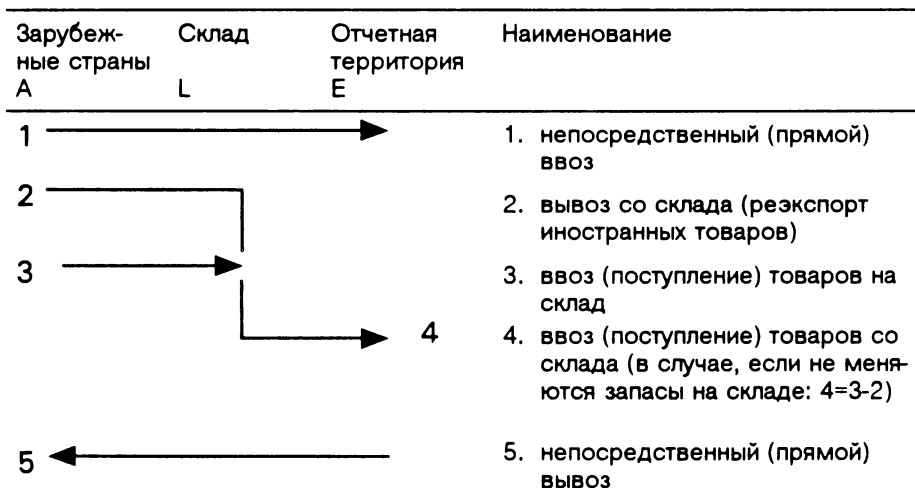 Зарубеж- Склад Отчетная Наименование
ные страны территория
A L E
1 1. непосредственный (прямой)
ввоз
2 2. вывоз со склада (реэкспорт
иностранных товаров)
3 3. ввоз (поступление) товаров на
склад
4 4. ввоз (поступление) товаров со
склада (в случае, если не меня-
ются запасы на складе: 4=3-2)
5 5. непосредственный (прямой)
вывоз